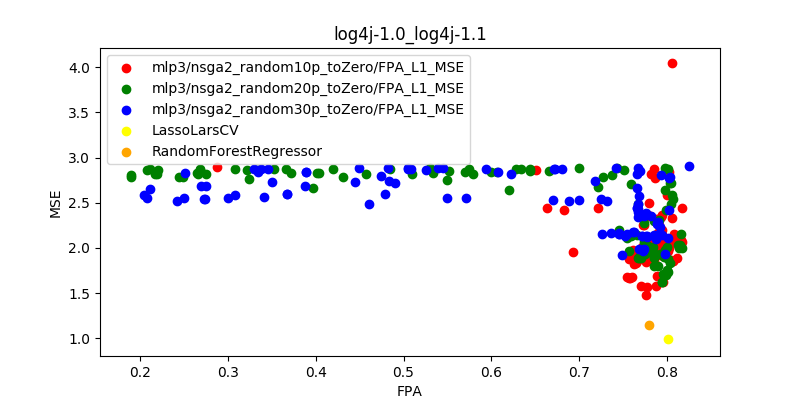 log4j-1.0_log4j-1.1
mlp3/nsga2_random10p_toZero/FPA_L1_MSE
mlp3/nsga2_random20p_toZero/FPA_L1_MSE
mlp3/nsga2_random30p_toZero/FPA_L1_MSE
LassoLarsCV
RandomForestRegressor
MSE
4.0
3.5
3.0
2.5
2.0
1.5
1.0
0.2 0.3 0.4 0.5 0.6 0.7 0.8
FPA